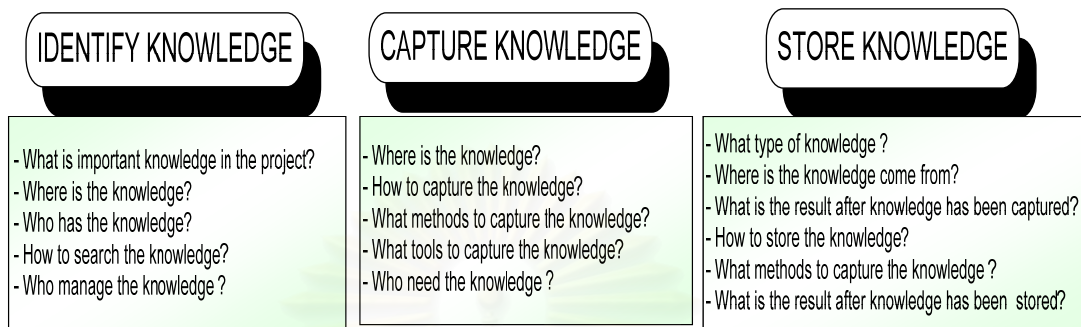 IDENTIFY KNOWLEDGE
- What is important knowledge in the project?
- Where is the knowledge?
- Who has the knowledge?
- How to search the knowledge?
- Who manage the knowledge ?
CAPTURE KNOWLEDGE
- Where is the knowledge?
- How to capture the knowledge?
- What methods to capture the knowledge?
- What tools to capture the knowledge?
- Who need the knowledge ?
STORE KNOWLEDGE
- What type of knowledge ?
- Where is the knowledge come from?
- What is the result after knowledge has been captured?
- How to store the knowledge?
- What methods to capture the knowledge ?
- What is the result after knowledge has been stored?